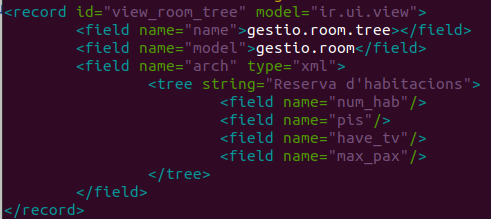 <record id="view_room_tree" model="ir.ui.view">
<field name="name">gestio.room.tree></field>
<field name="model">gestio.room</field>
<field name="arch" type="xml">
<tree string="Reserva d'habitacions">
<field name="num_hab"/>
<field name="pis"/>
<field name="have_tv"/>
<field name="max_pax"/>
</tree>
</field>
</record>